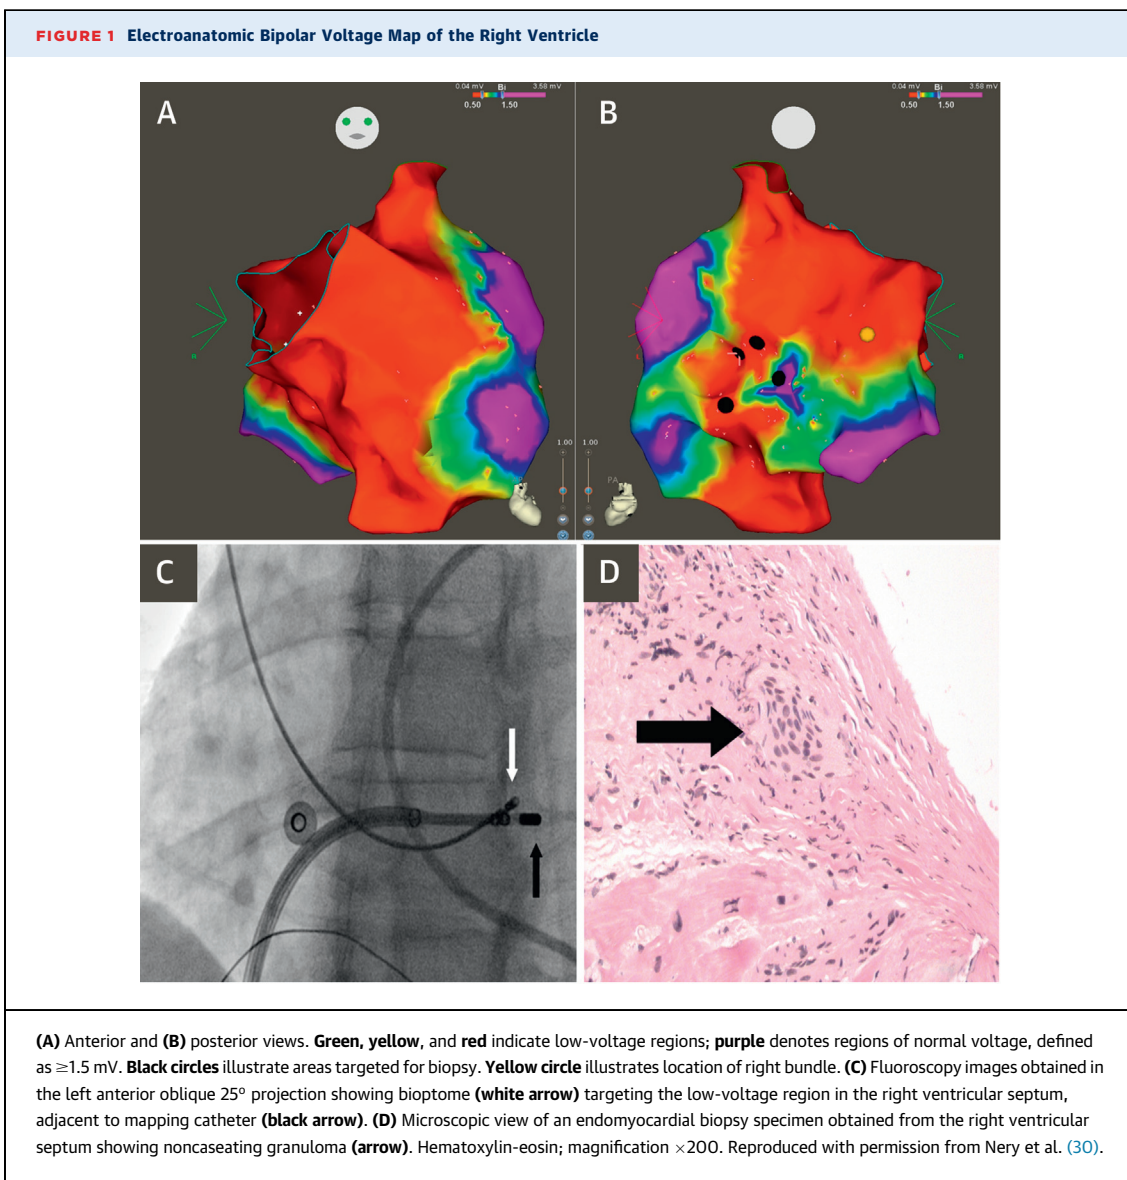 FIGURE 1 Electroanatomic Bipolar Voltage Map of the Right Ventricle
A
0.04 mV Bi 3.58 mV
0.50 1.50
B
0.04 mV Bi 3.58 mV
0.50 1.50
R
R
1.00
1.00
PA
C
D
(A) Anterior and (B) posterior views. Green, yellow, and red indicate low-voltage regions; purple denotes regions of normal voltage, defined
as ≥1.5 mV. Black circles illustrate areas targeted for biopsy. Yellow circle illustrates location of right bundle. (C) Fluoroscopy images obtained in
the left anterior oblique 25º projection showing bioptome (white arrow) targeting the low-voltage region in the right ventricular septum,
adjacent to mapping catheter (black arrow). (D) Microscopic view of an endomyocardial biopsy specimen obtained from the right ventricular
septum showing noncaseating granuloma (arrow). Hematoxylin-eosin; magnification ×200. Reproduced with permission from Nery et al. (30).